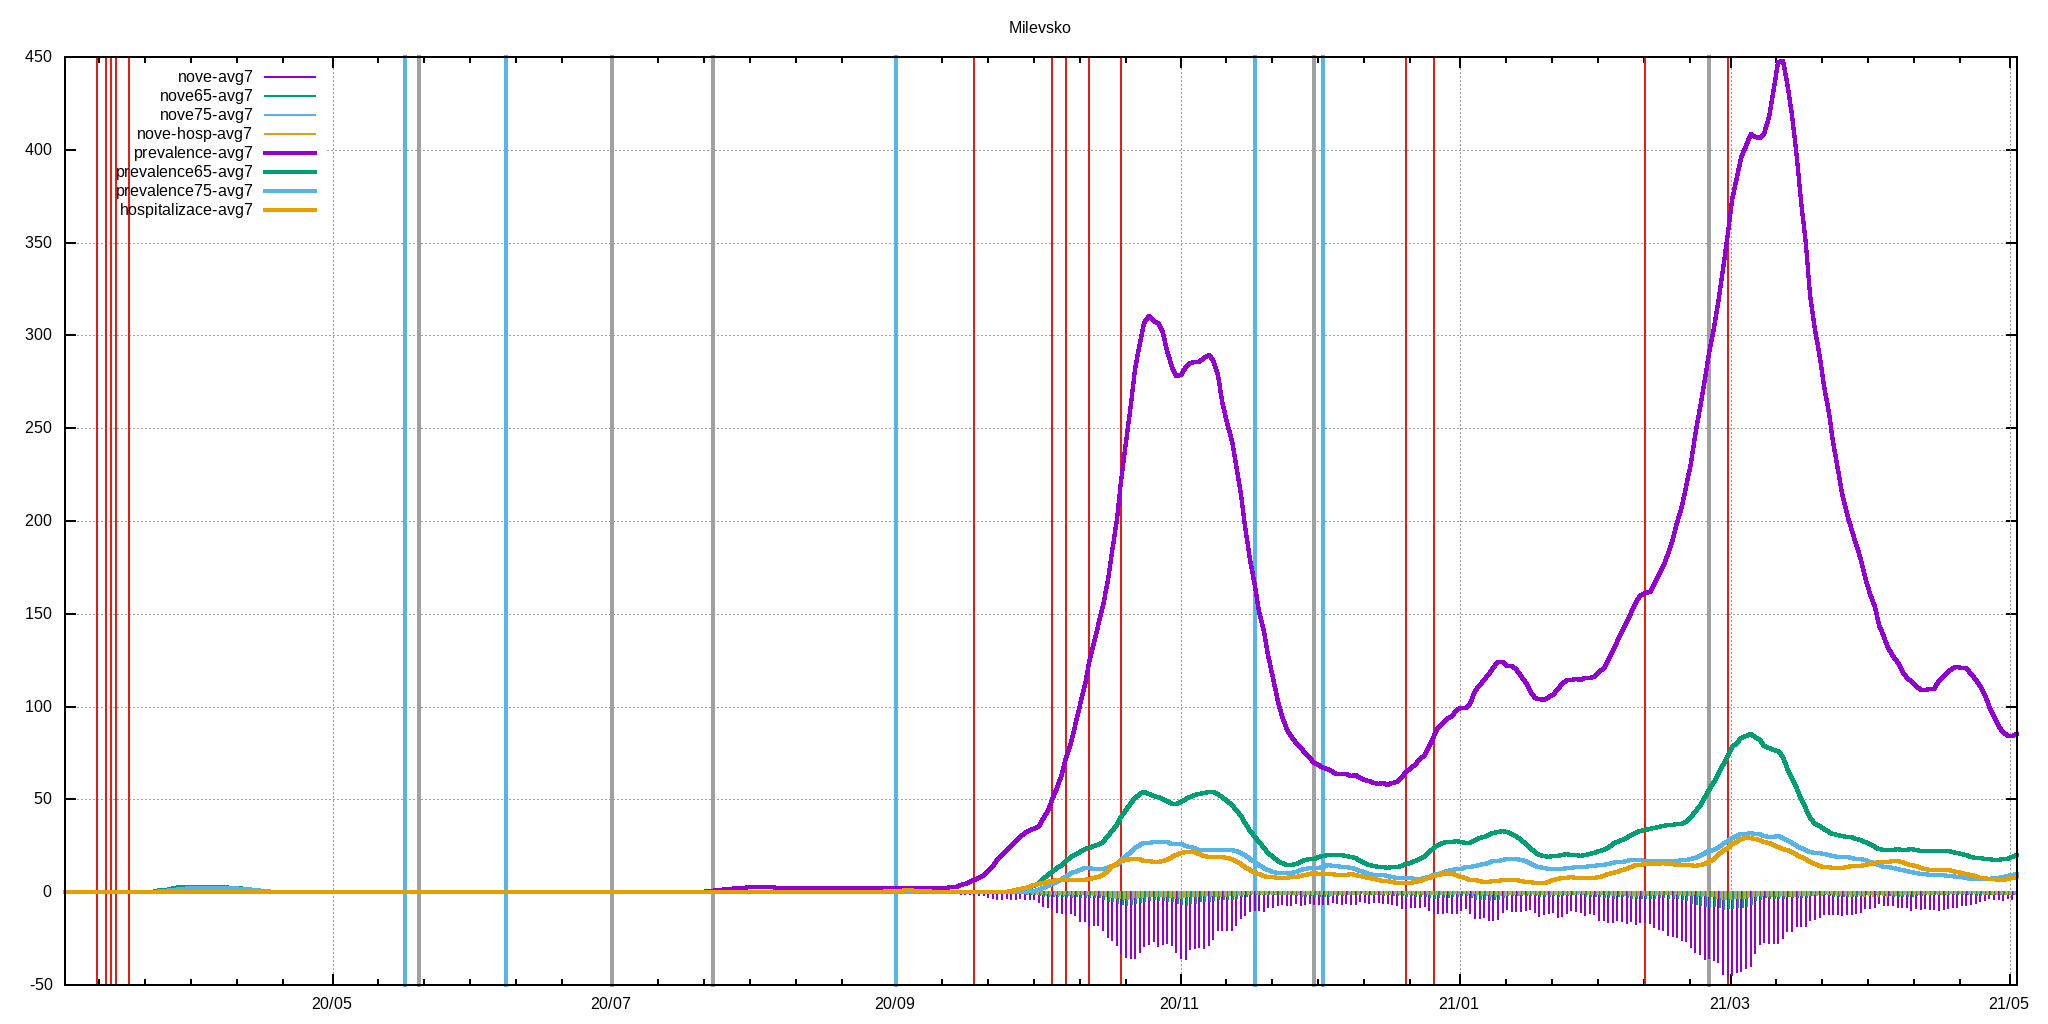 Milevsko
450
400
350
300
250
200
150
100
50
0
-50
nove-avg7
nove65-avg7
nove75-avg7
nove-hosp-avg7
prevalence-avg7
prevalence65-avg7
prevalence75-avg7
hospitalizace-avg7
20/05 20/07 20/09 20/11 21/01 21/03 21/05